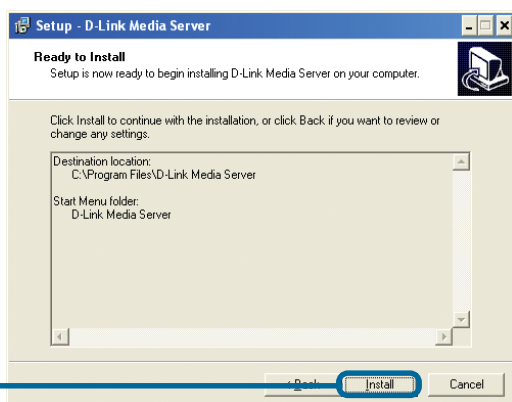 Setup - D-Link Media Server
Ready to Install
Setup is now ready to begin installing D-Link Media Server on your computer.
Click Install to continue with the installation, or click Back if you want to review or
change any settings.
Destination location:
C:\Program Files\D-Link Media Server
Start Menu folder:
D-Link Media Server
< Back
Install
Cancel